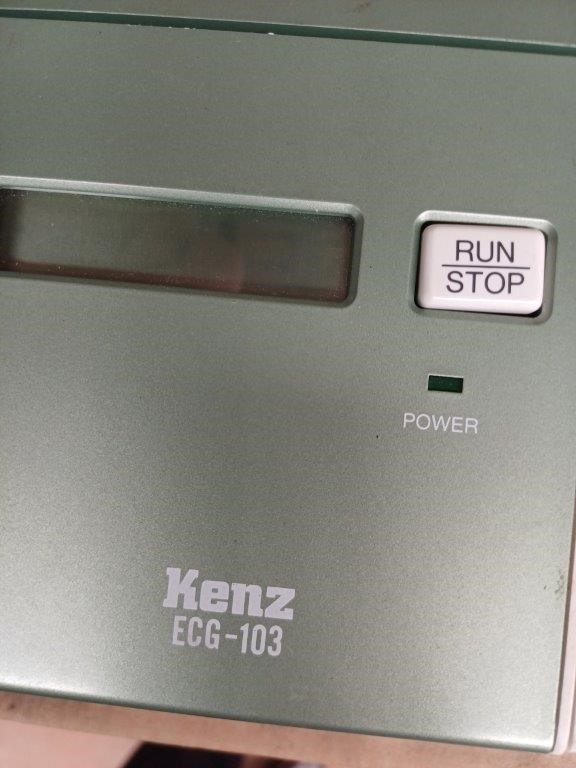 RUN
STOP
POWER
Kenz
ECG-103